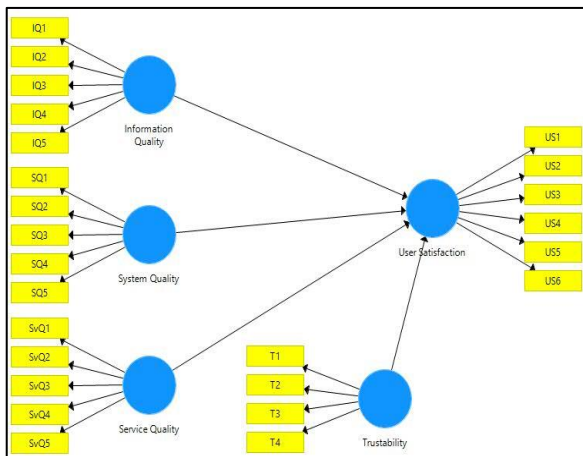 IQ1
IQ2
IQ3
IQ4
IQ5
Information
Quality
SQ1
SQ2
SQ3
SQ4
SQ5
System Quality
SvQ1
SvQ2
SvQ3
SvQ4
SvQ5
Service Quality
T1
T2
T3
T4
Trustability
User Satisfaction
US1
US2
US3
US4
US5
US6